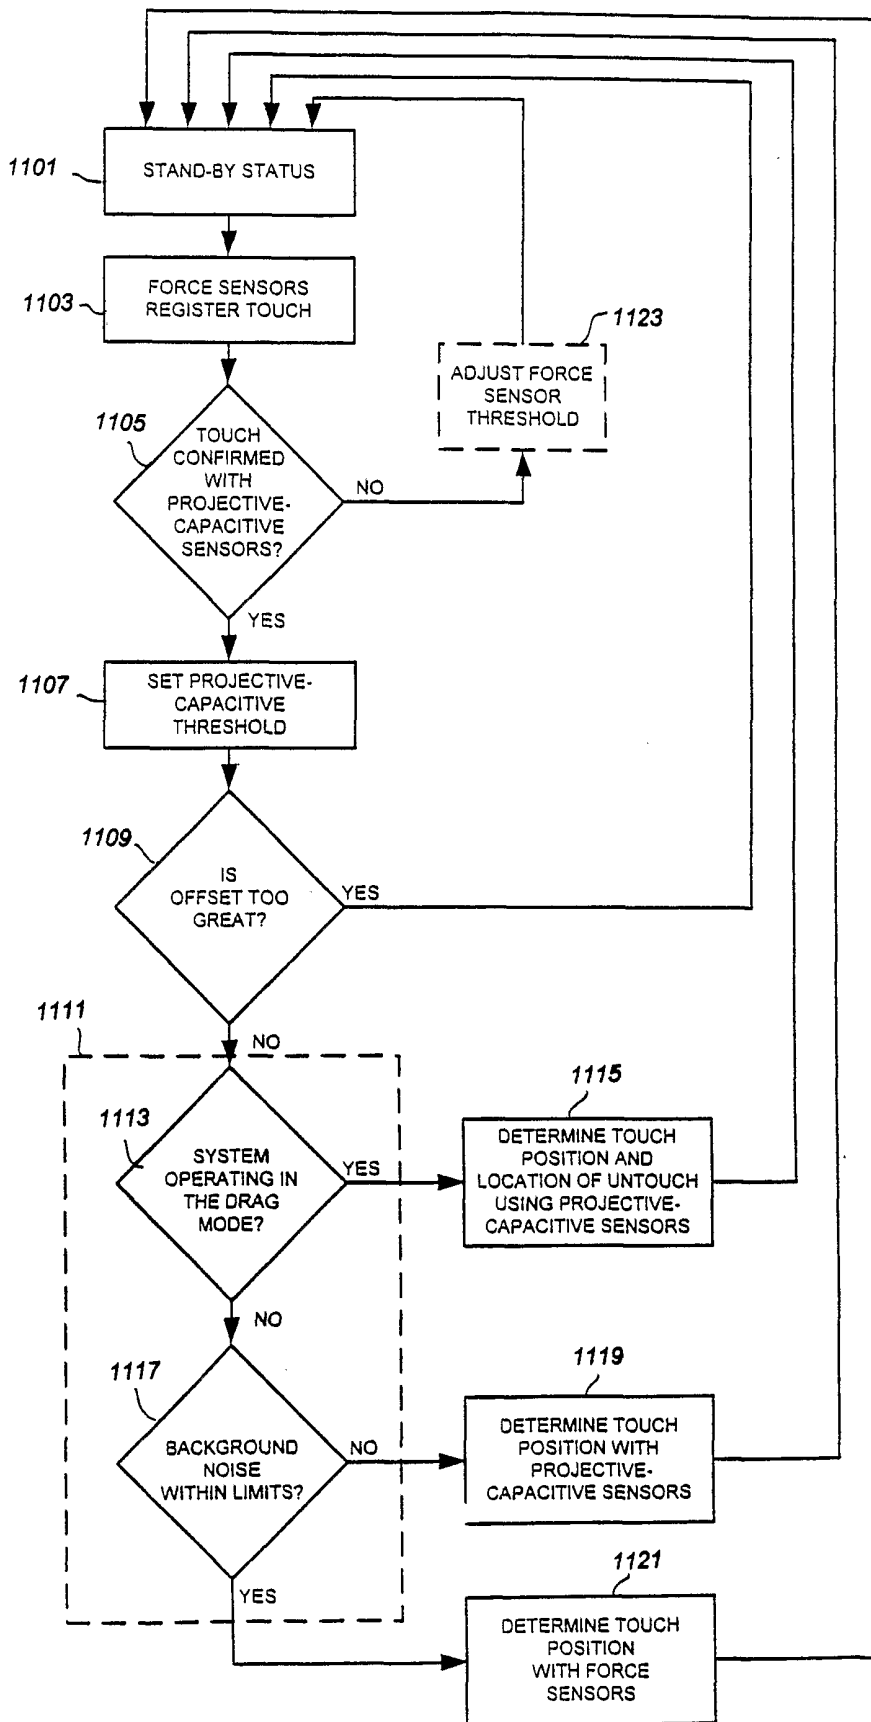 1101
STAND-BY STATUS
1103
FORCE SENSORS
REGISTER TOUCH
1123
ADJUST FORCE
SENSOR
THRESHOLD
1105
TOUCH
CONFIRMED
WITH
PROJECTIVE-
CAPACITIVE
SENSORS?
NO
YES
1107
SET PROJECTIVE-
CAPACITIVE
THRESHOLD
1109
IS
OFFSET TOO
GREAT?
YES
NO
1111
1113
SYSTEM
OPERATING IN
THE DRAG
MODE?
YES
NO
1115
DETERMINE TOUCH
POSITION AND
LOCATION OF UNTOUCH
USING PROJECTIVE-
CAPACITIVE SENSORS
1117
BACKGROUND
NOISE
WITHIN LIMITS?
NO
YES
1119
DETERMINE TOUCH
POSITION WITH
PROJECTIVE-
CAPACITIVE SENSORS
1121
DETERMINE TOUCH
POSITION
WITH FORCE
SENSORS